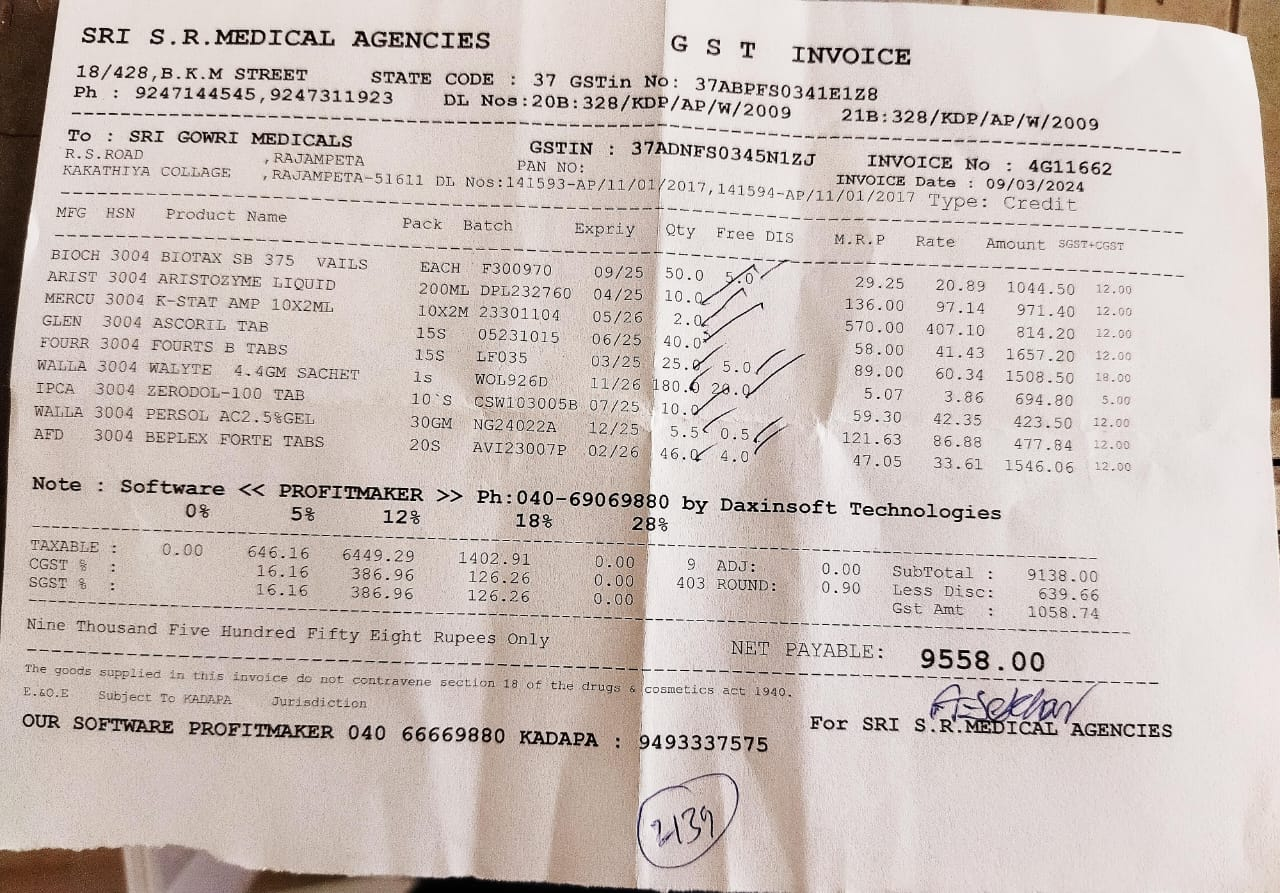 SRI S.R.MEDICAL AGENCIES G S T INVOICE
18/428,B.K.M STREET STATE CODE : 37 GSTin No: 37ABPFS0341E1Z8
Ph : 9247144545,9247311923 DL Nos:20B:328/KDP/AP/W/2009 21B:328/KDP/AP/W/2009
To : SRI GOWRI MEDICALS GSTIN : 37ADNFS0345N1ZJ INVOICE No : 4G11662
R.S.ROAD ,RAJAMPETA PAN NO: INVOICE Date : 09/03/2024
KAKATHIYA COLLAGE ,RAJAMPETA-51611 DL Nos:141593-AP/11/01/2017,141594-AP/11/01/2017 Type: Credit
MFG HSN Product Name Pack Batch Expriy Qty Free DIS M.R.P Rate Amount SGST+CGST
BIOCH 3004 BIOTAX SB 375 VAILS EACH F300970 09/25 50.0 5.0 29.25 20.89 1044.50 12.00
ARIST 3004 ARISTOZYME LIQUID 200ML DPL232760 04/25 10.0 136.00 97.14 971.40 12.00
MERCU 3004 K-STAT AMP 10X2ML 10X2M 23301104 05/26 2.0 570.00 407.10 814.20 12.00
GLEN 3004 ASCORIL TAB 15S 05231015 06/25 40.0 58.00 41.43 1657.20 12.00
FOURR 3004 FOURTS B TABS 15S LF035 03/25 25.0 5.0 89.00 60.34 1508.50 18.00
WALLA 3004 WALYTE 4.4GM SACHET 1s WOL926D 11/26 180.0 20.0 5.07 3.86 694.80 5.00
IPCA 3004 ZERODOL-100 TAB 10`S CSW103005B 07/25 10.0 59.30 42.35 423.50 12.00
WALLA 3004 PERSOL AC2.5%GEL 30GM NG24022A 12/25 5.5 0.5 121.63 86.88 477.84 12.00
AFD 3004 BEPLEX FORTE TABS 20S AVI23007P 02/26 46.0 4.0 47.05 33.61 1546.06 12.00
Note : Software << PROFITMAKER >> Ph:040-69069880 by Daxinsoft Technologies
0% 5% 12% 18% 28%
TAXABLE : 0.00 646.16 6449.29 1402.91 0.00 9 ADJ: 0.00 SubTotal : 9138.00
CGST % : 16.16 386.96 126.26 0.00 403 ROUND: 0.90 Less Disc: 639.66
SGST % : 16.16 386.96 126.26 0.00 Gst Amt : 1058.74
Nine Thousand Five Hundred Fifty Eight Rupees Only NET PAYABLE: 9558.00
The goods supplied in this invoice do not contravene section 18 of the drugs & cosmetics act 1940.
E.&O.E Subject To KADAPA Jurisdiction
For SRI S.R.MEDICAL AGENCIES
OUR SOFTWARE PROFITMAKER 040 66669880 KADAPA : 9493337575
2139